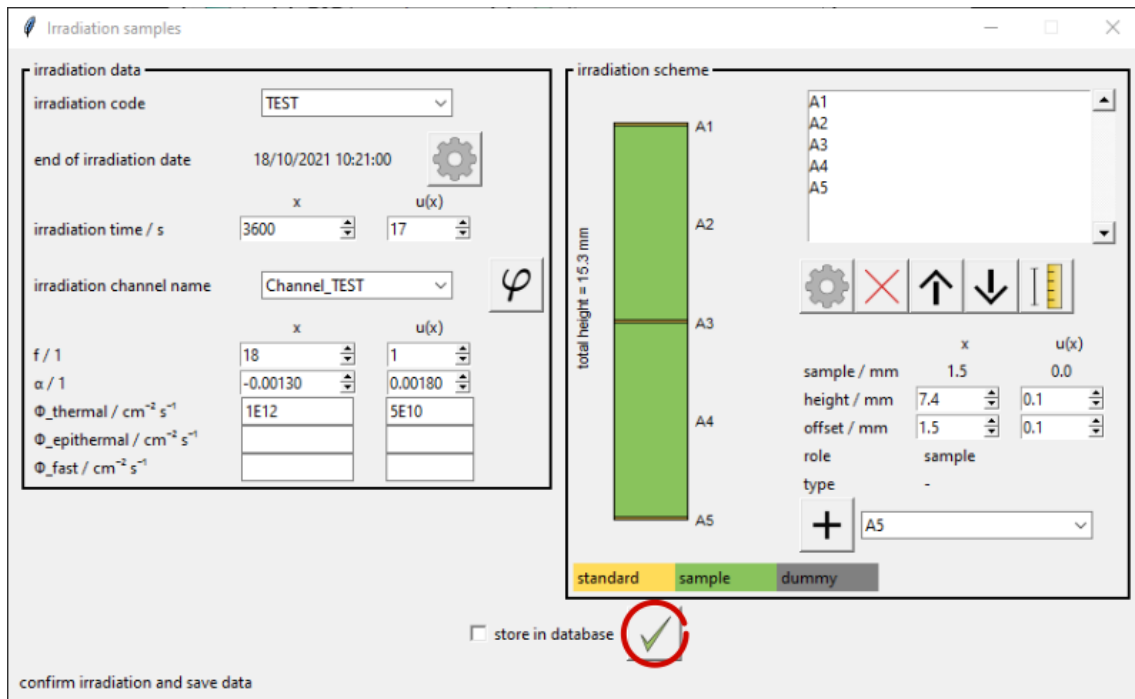 Irradiation samples
irradiation data
irradiation code TEST
end of irradiation date 18/10/2021 10:21:00
x u(x)
irradiation time / s 3600 17
irradiation channel name Channel_TEST φ
x u(x)
f / 1 18 1
α / 1 -0.00130 0.00180
Φ_thermal / cm⁻² s⁻¹ 1E12 5E10
Φ_epithermal / cm⁻² s⁻¹
Φ_fast / cm⁻² s⁻¹
irradiation scheme
total height = 15.3 mm
A1
A2
A3
A4
A5
A1
A2
A3
A4
A5
x u(x)
sample / mm 1.5 0.0
height / mm 7.4 0.1
offset / mm 1.5 0.1
role sample
type -
+ A5
standard sample dummy
store in database
confirm irradiation and save data